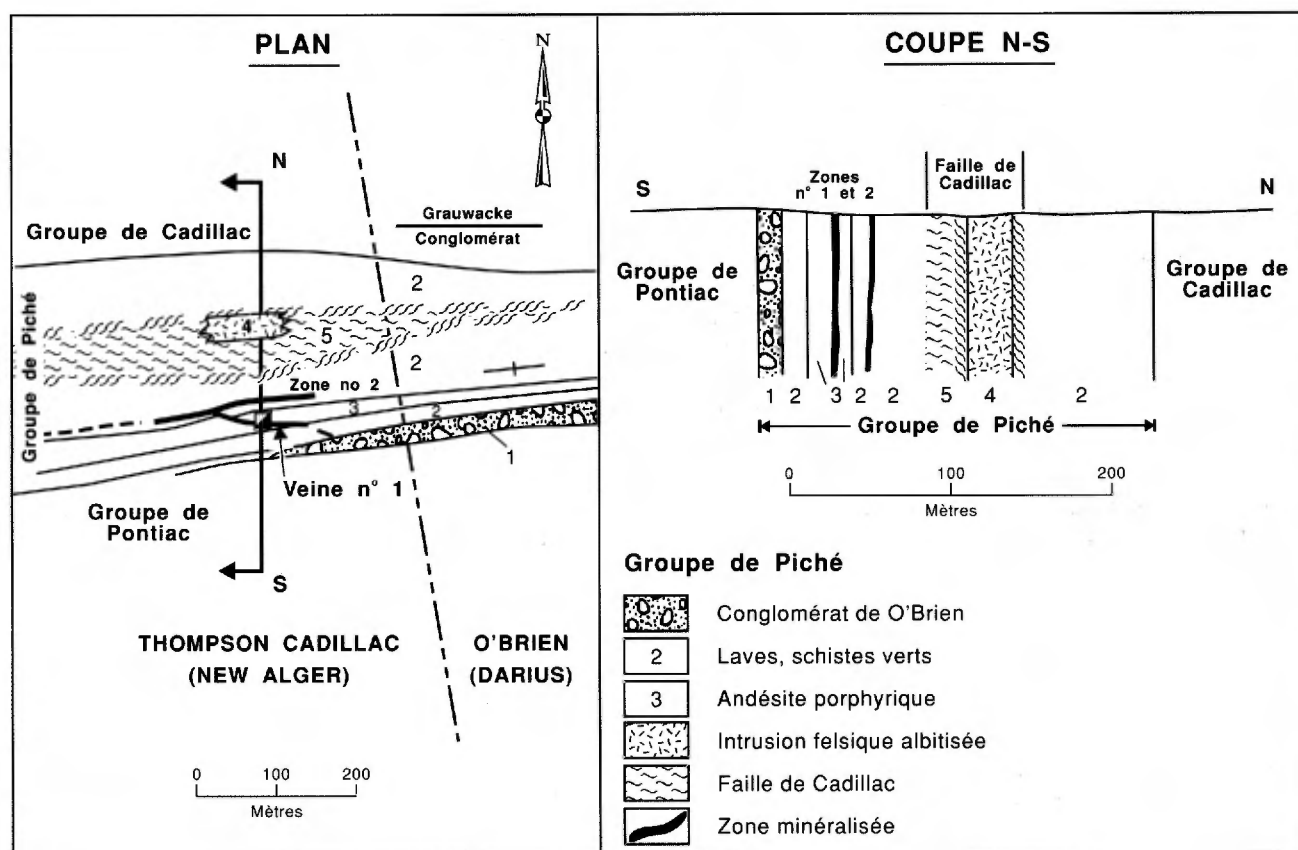 PLAN
N
N
Grauwacke
Conglomérat
Groupe de Cadillac
2
4
5
2
Groupe de Piché
Zone no 2
3
2
1
Veine n° 1
Groupe de
Pontiac
S
THOMPSON CADILLAC
(NEW ALGER)
O'BRIEN
(DARIUS)
0 100 200
Mètres
COUPE N-S
S
Zones
n° 1 et 2
Faille de
Cadillac
N
Groupe de
Pontiac
Groupe de
Cadillac
1 2 3 2 2 5 4 2
Groupe de Piché
0 100 200
Mètres
Groupe de Piché
Conglomérat de O'Brien
2 Laves, schistes verts
3 Andésite porphyrique
Intrusion felsique albitisée
Faille de Cadillac
Zone minéralisée